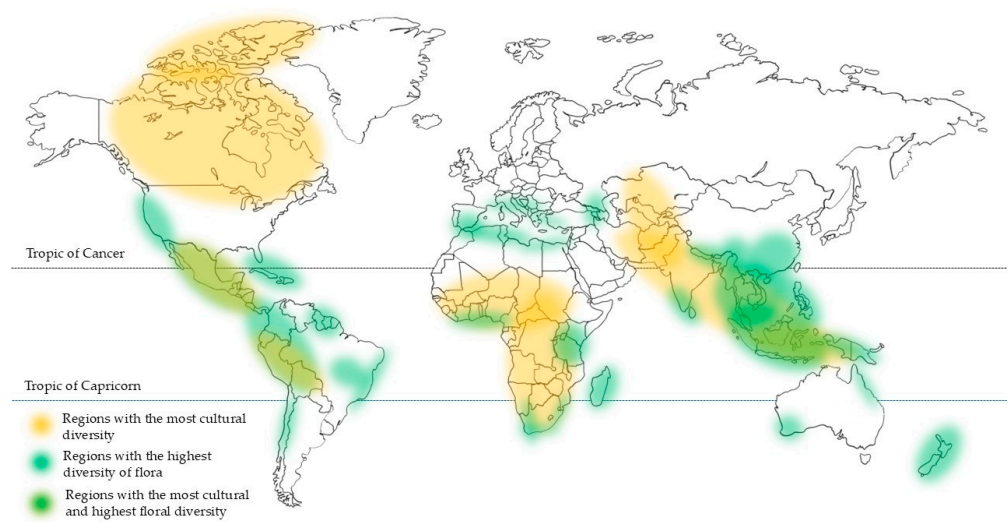 Tropic of Cancer
Tropic of Capricorn
Regions with the most cultural
diversity
Regions with the highest
diversity of flora
Regions with the most cultural
and highest floral diversity